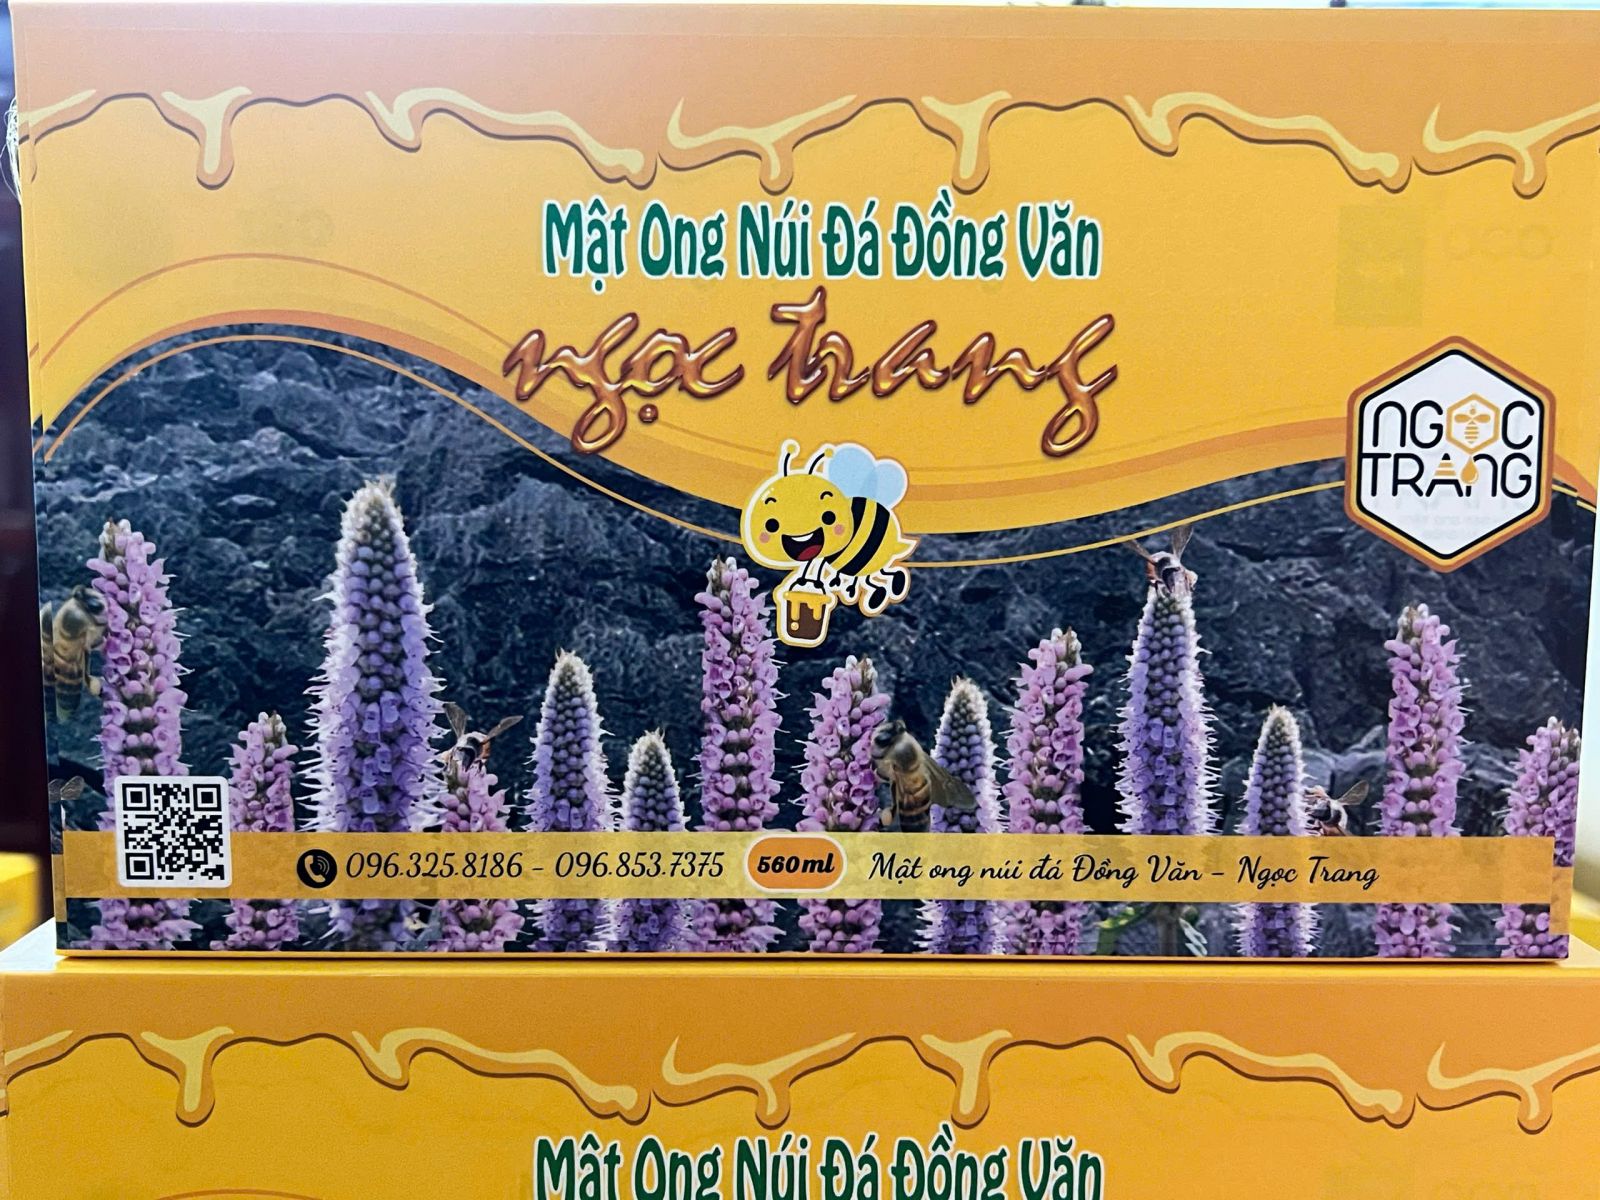 Mật Ong Núi Đá Đồng Văn
ngọc trang
NGỌC
TRANG
096.325.8186 - 096.853.7375
560ml
Mật ong núi đá Đồng Văn - Ngọc Trang
Mật Ong Núi Đá Đồng Văn